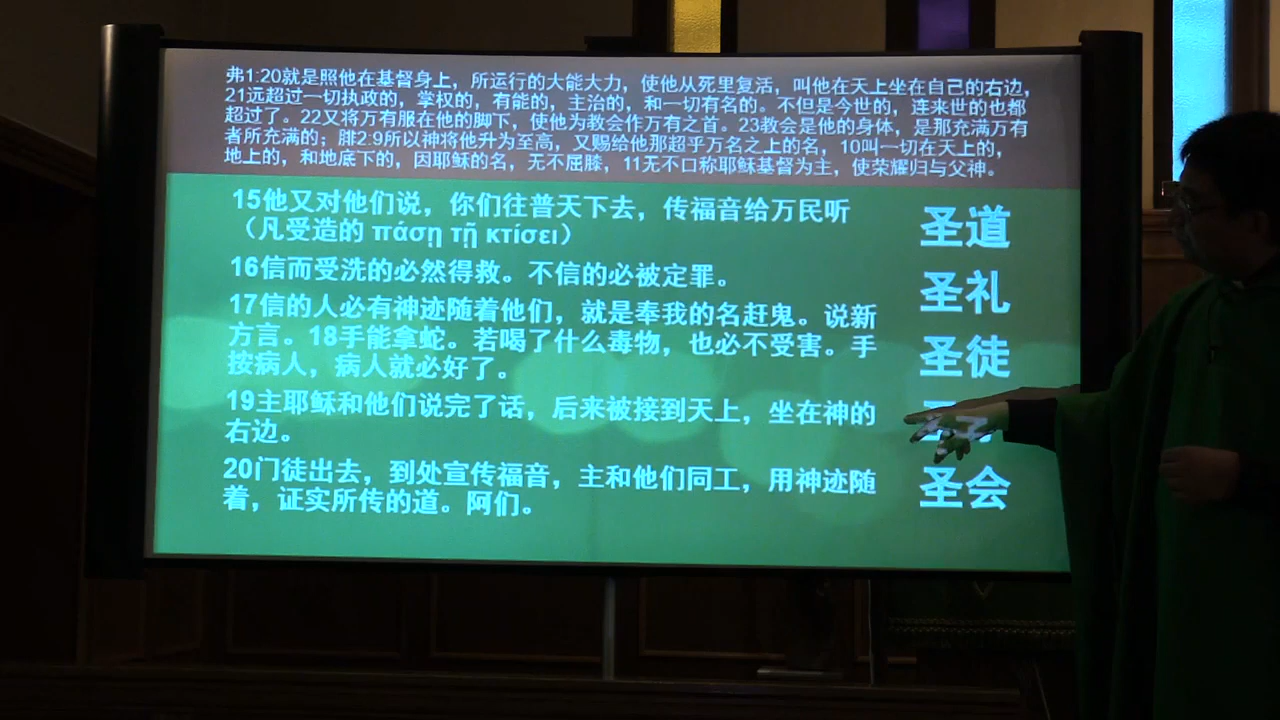 弗1:20就是照他在基督身上，所运行的大能大力，使他从死里复活，叫他在天上坐在自己的右边，
21远超过一切执政的，掌权的，有能的，主治的，和一切有名的。不但是今世的，连来世的也都
超过了。22又将万有服在他的脚下，使他为教会作万有之首。23教会是他的身体，是那充满万有
者所充满的；腓2:9所以神将他升为至高，又赐给他那超乎万名之上的名，10叫一切在天上的，
地上的，和地底下的，因耶稣的名，无不屈膝，11无不口称耶稣基督为主，使荣耀归与父神。
15他又对他们说，你们往普天下去，传福音给万民听
（凡受造的 πάσῃ τῇ κτίσει）
16信而受洗的必然得救。不信的必被定罪。
17信的人必有神迹随着他们，就是奉我的名赶鬼。说新
方言。18手能拿蛇。若喝了什么毒物，也必不受害。手
按病人，病人就必好了。
19主耶稣和他们说完了话，后来被接到天上，坐在神的
右边。
20门徒出去，到处宣传福音，主和他们同工，用神迹随
着，证实所传的道。阿们。
圣道
圣礼
圣徒
圣会